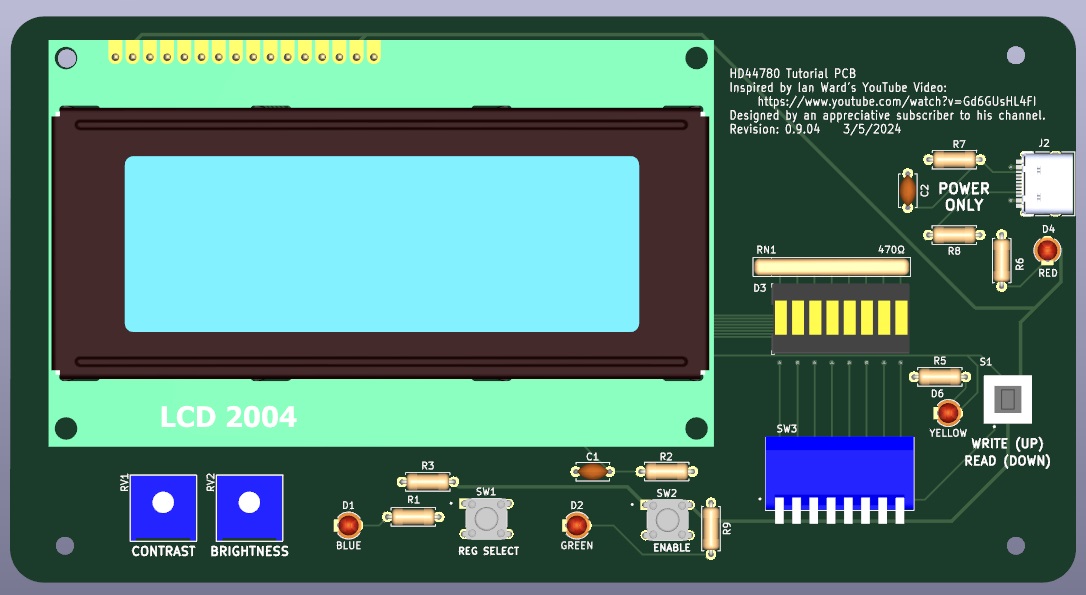 HD44780 Tutorial PCB
Inspired by Ian Ward's YouTube Video:
https://www.youtube.com/watch?v=Gd6GUsHL4FI
Designed by an appreciative subscriber to his channel.
Revision: 0.9.04 3/5/2024
R7
J2
C2
POWER
ONLY
R8
R6
D4
RED
RN1
470Ω
D3
R5
S1
D6
YELLOW
WRITE (UP)
READ (DOWN)
LCD 2004
SW3
RV1
CONTRAST
RV2
BRIGHTNESS
R3
R1
D1
BLUE
SW1
REG SELECT
C1
R2
D2
GREEN
SW2
ENABLE
R9